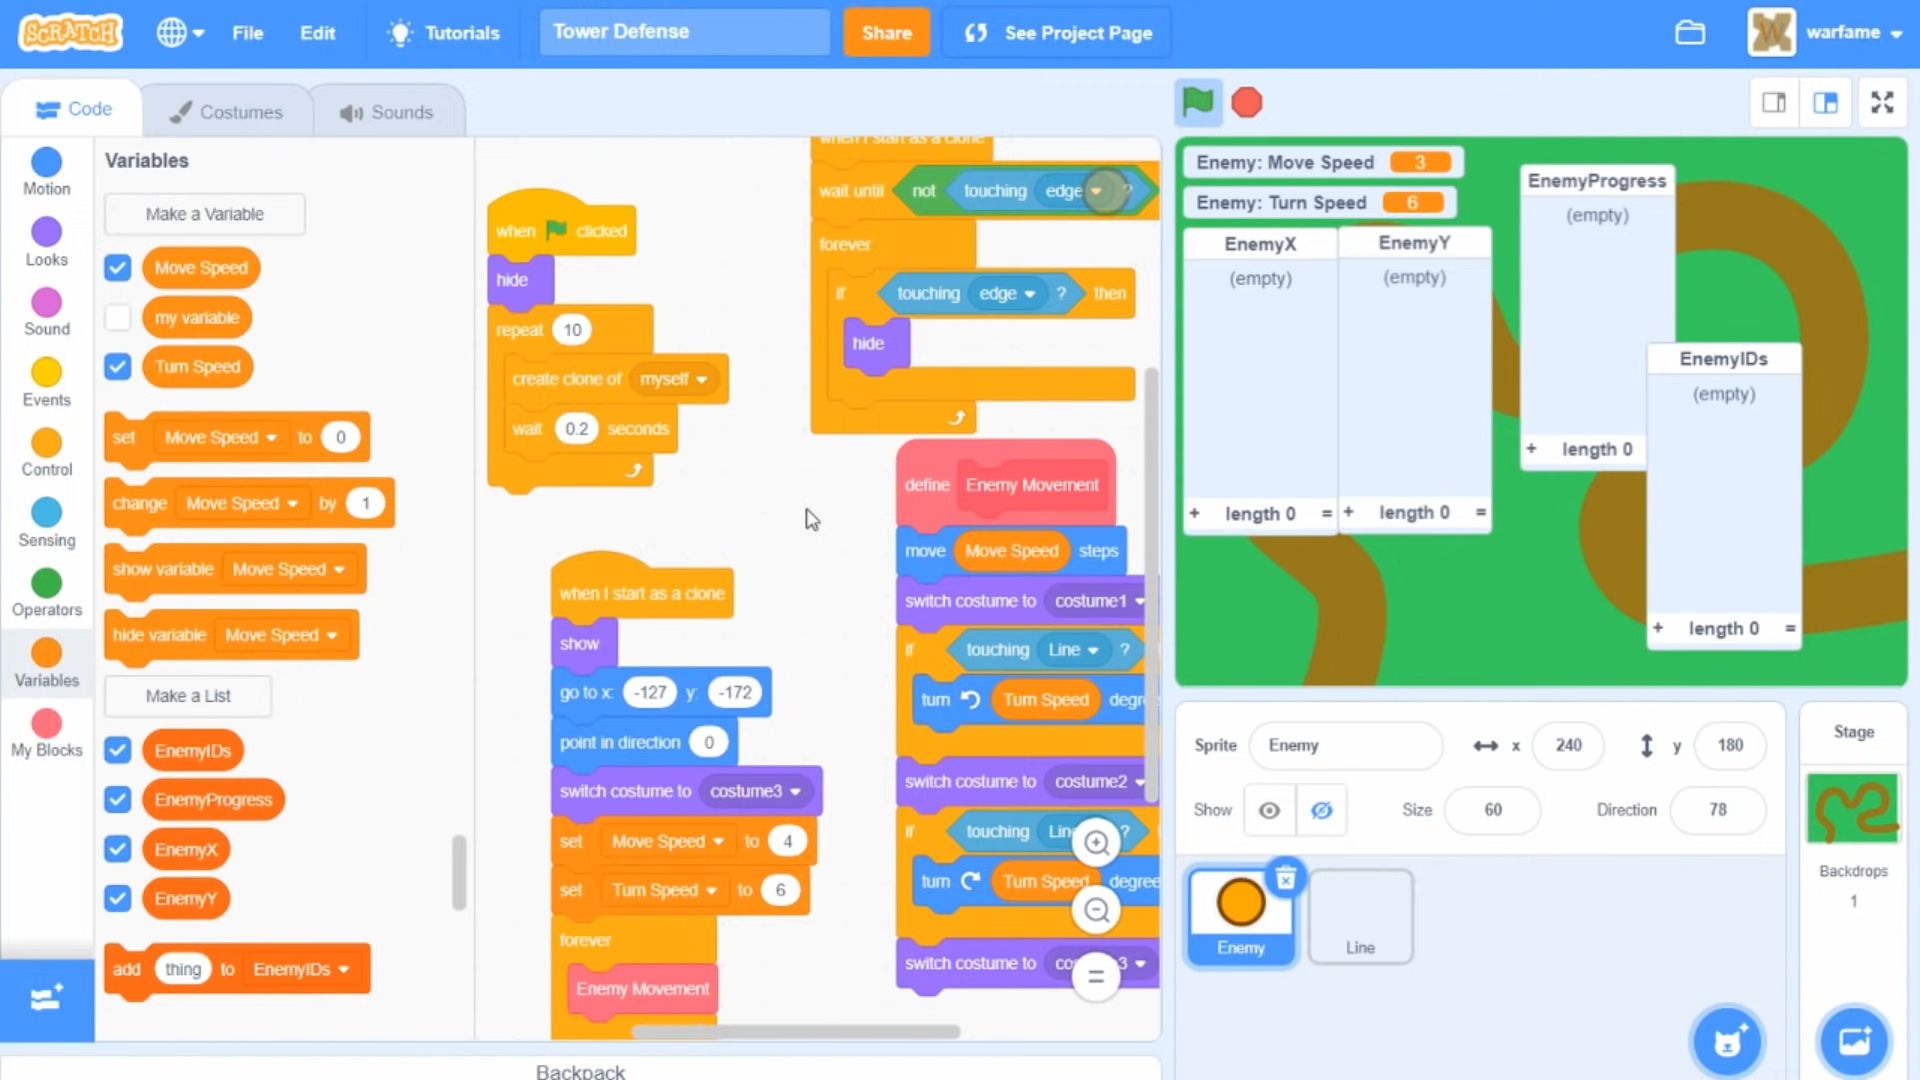 SCRATCH
File
Edit
Tutorials
Tower Defense
Share
See Project Page
warfame
Code
Costumes
Sounds
Motion
Looks
Sound
Events
Control
Sensing
Operators
Variables
My Blocks
Variables
Make a Variable
Move Speed
my variable
Turn Speed
set Move Speed to 0
change Move Speed by 1
show variable Move Speed
hide variable Move Speed
Make a List
EnemyIDs
EnemyProgress
EnemyX
EnemyY
add thing to EnemyIDs
when clicked
hide
repeat 10
create clone of myself
wait 0.2 seconds
when I start as a clone
show
go to x: -127 y: -172
point in direction 0
switch costume to costume3
set Move Speed to 4
set Turn Speed to 6
forever
Enemy Movement
when I start as a clone
wait until not touching edge ?
forever
if touching edge ? then
hide
define Enemy Movement
move Move Speed steps
switch costume to costume1
if touching Line ?
turn Turn Speed degr
switch costume to costume2
if touching Line ?
turn Turn Speed degree
switch costume to co 3
Backpack
Enemy: Move Speed 3
Enemy: Turn Speed 6
EnemyX
(empty)
+ length 0 =
EnemyY
(empty)
+ length 0 =
EnemyProgress
(empty)
+ length 0
EnemyIDs
(empty)
+ length 0 =
Sprite Enemy x 240 y 180
Show Size 60 Direction 78
Enemy
Line
Stage
Backdrops
1